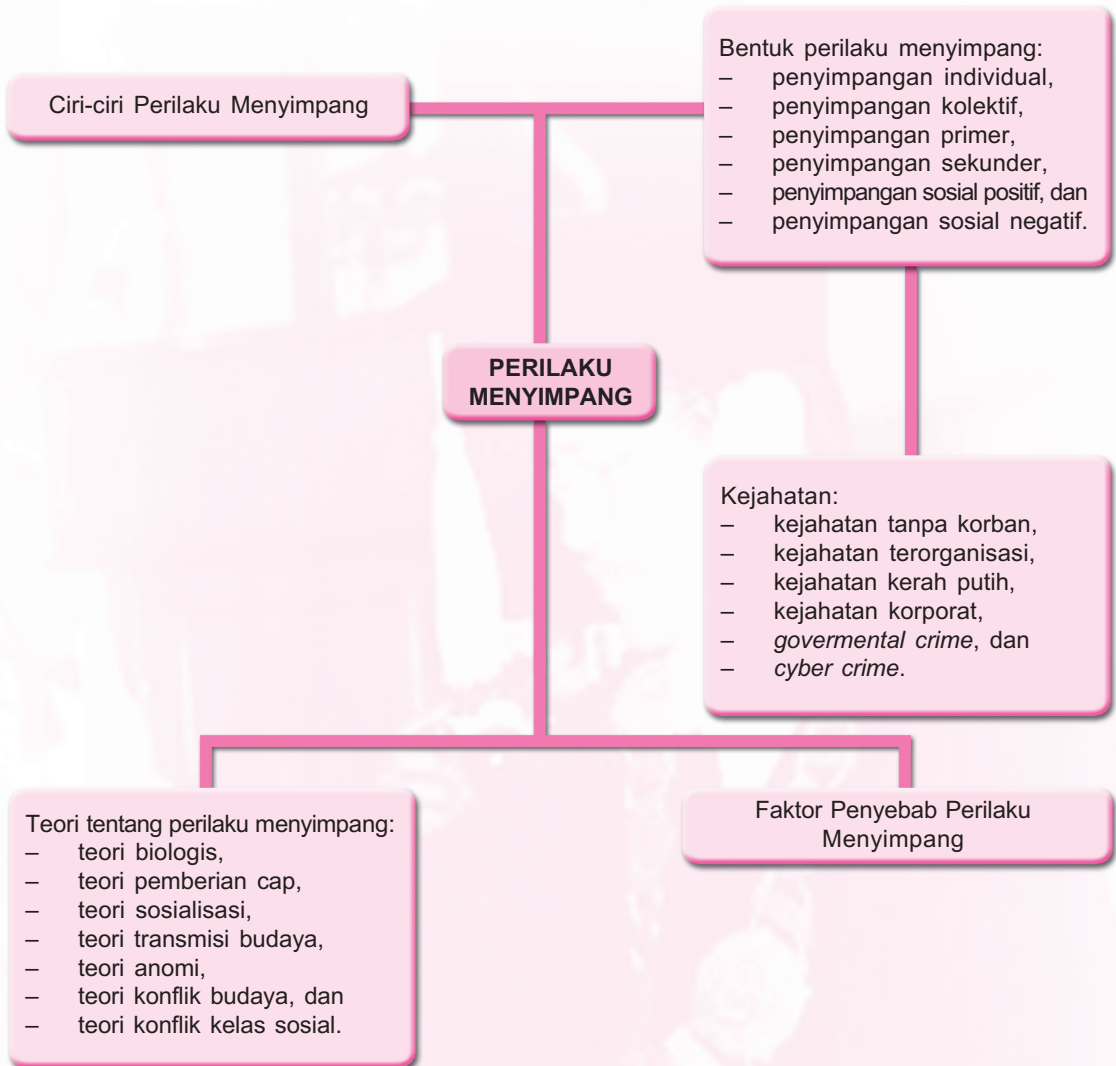 Ciri-ciri Perilaku Menyimpang
Bentuk perilaku menyimpang:
– penyimpangan individual,
– penyimpangan kolektif,
– penyimpangan primer,
– penyimpangan sekunder,
– penyimpangan sosial positif, dan
– penyimpangan sosial negatif.
PERILAKU
MENYIMPANG
Kejahatan:
– kejahatan tanpa korban,
– kejahatan terorganisasi,
– kejahatan kerah putih,
– kejahatan korporat,
– govermental crime, dan
– cyber crime.
Teori tentang perilaku menyimpang:
– teori biologis,
– teori pemberian cap,
– teori sosialisasi,
– teori transmisi budaya,
– teori anomi,
– teori konflik budaya, dan
– teori konflik kelas sosial.
Faktor Penyebab Perilaku
Menyimpang